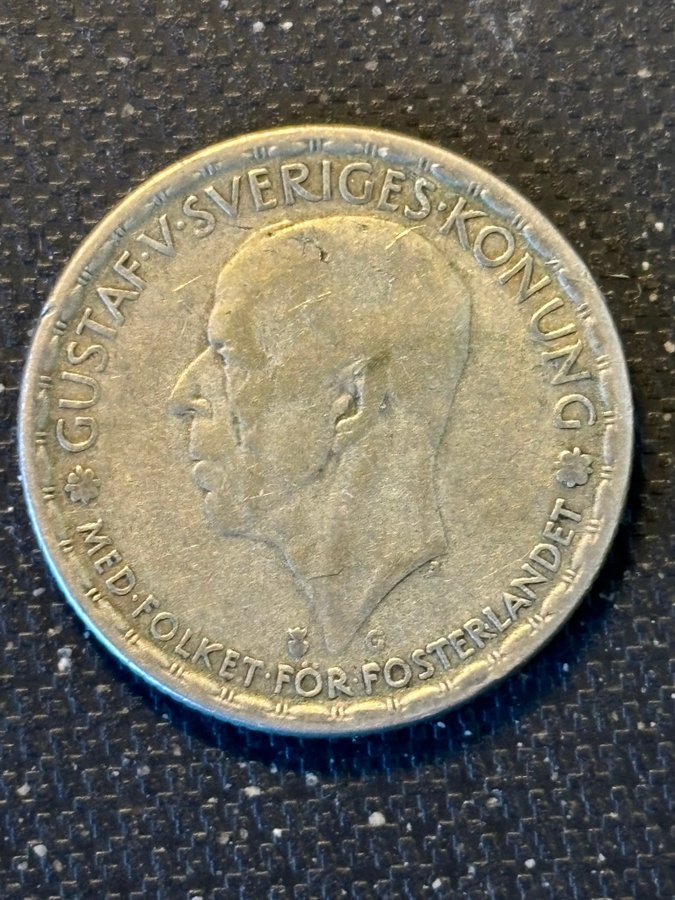 GUSTAF·V·SVERIGES·KONUNG
MED·FOLKET·FÖR·FOSTERLANDET
G